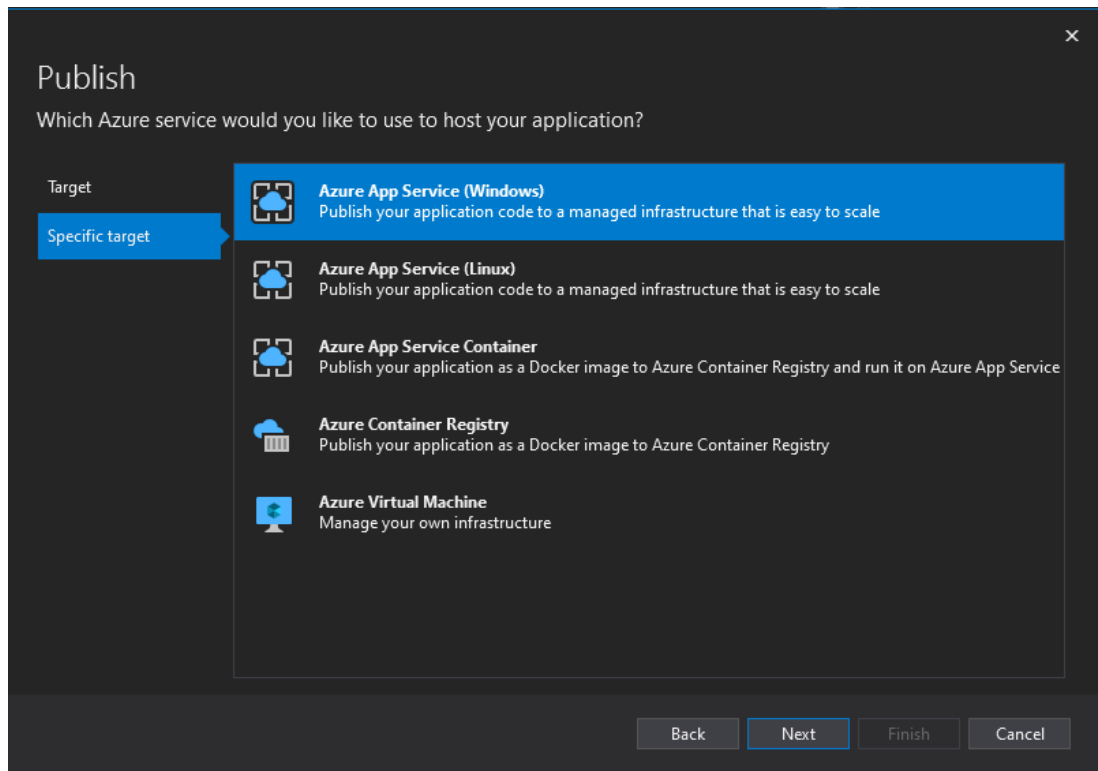 Publish
Which Azure service would you like to use to host your application?
Target
Specific target
Azure App Service (Windows)
Publish your application code to a managed infrastructure that is easy to scale
Azure App Service (Linux)
Publish your application code to a managed infrastructure that is easy to scale
Azure App Service Container
Publish your application as a Docker image to Azure Container Registry and run it on Azure App Service
Azure Container Registry
Publish your application as a Docker image to Azure Container Registry
Azure Virtual Machine
Manage your own infrastructure
Back
Next
Finish
Cancel